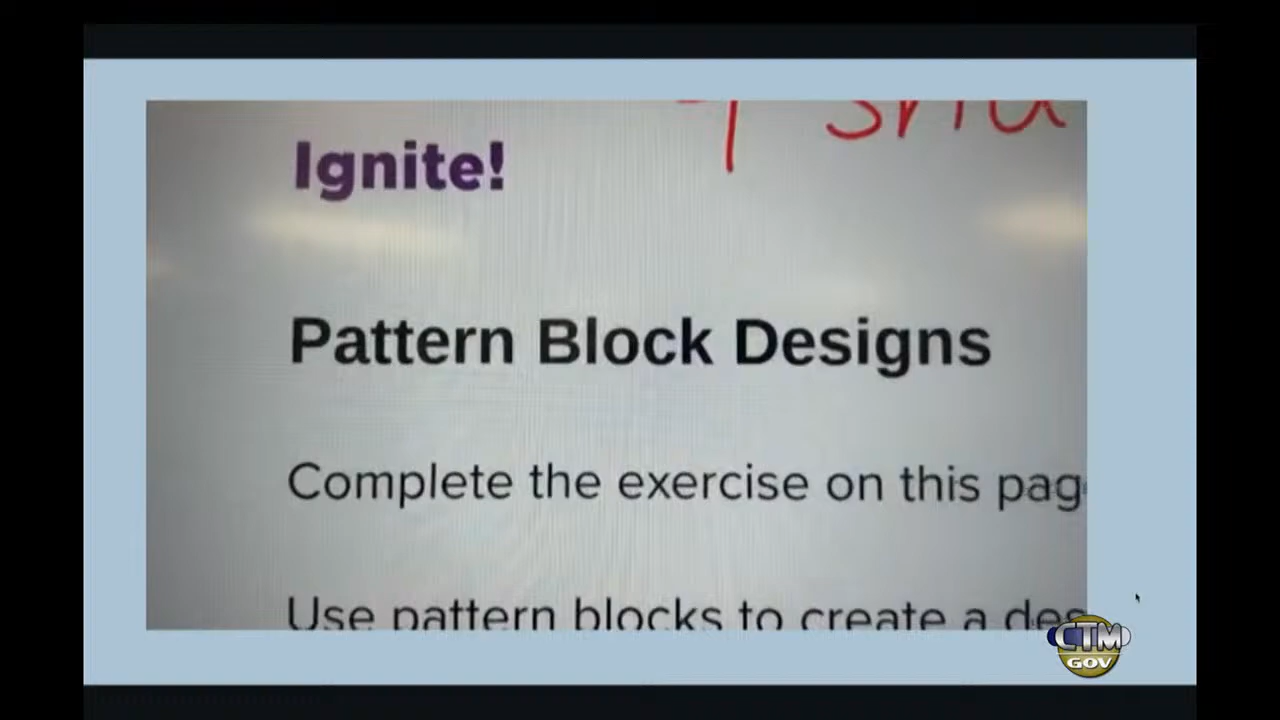 Ignite!
Pattern Block Designs
Complete the exercise on this pag
Use pattern blocks to create a des
CTM
GOV